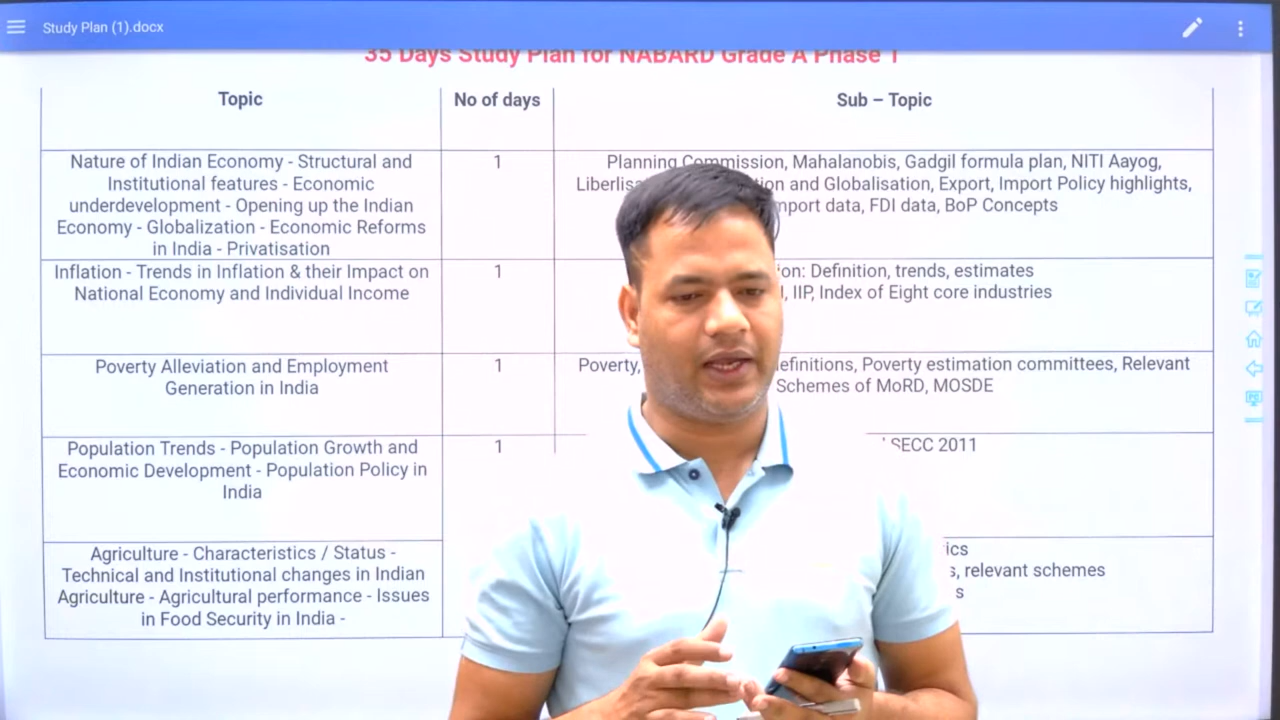 Study Plan (1).docx
35 Days Study Plan for NABARD Grade A Phase 1
Topic
No of days
Sub – Topic
Nature of Indian Economy - Structural and
Institutional features - Economic
underdevelopment - Opening up the Indian
Economy - Globalization - Economic Reforms
in India - Privatisation
1
Planning Commission, Mahalanobis, Gadgil formula plan, NITI Aayog,
and Globalisation, Export, Import Policy highlights,
data, FDI data, BoP Concepts
Inflation - Trends in Inflation & their Impact on
National Economy and Individual Income
1
Definition, trends, estimates
IIP, Index of Eight core industries
Poverty Alleviation and Employment
Generation in India
1
Poverty, Poverty estimation committees, Relevant
Schemes of MoRD, MOSDE
Population Trends - Population Growth and
Economic Development - Population Policy in
India
1
SECC 2011
Agriculture - Characteristics / Status -
Technical and Institutional changes in Indian
Agriculture - Agricultural performance - Issues
in Food Security in India -
relevant schemes